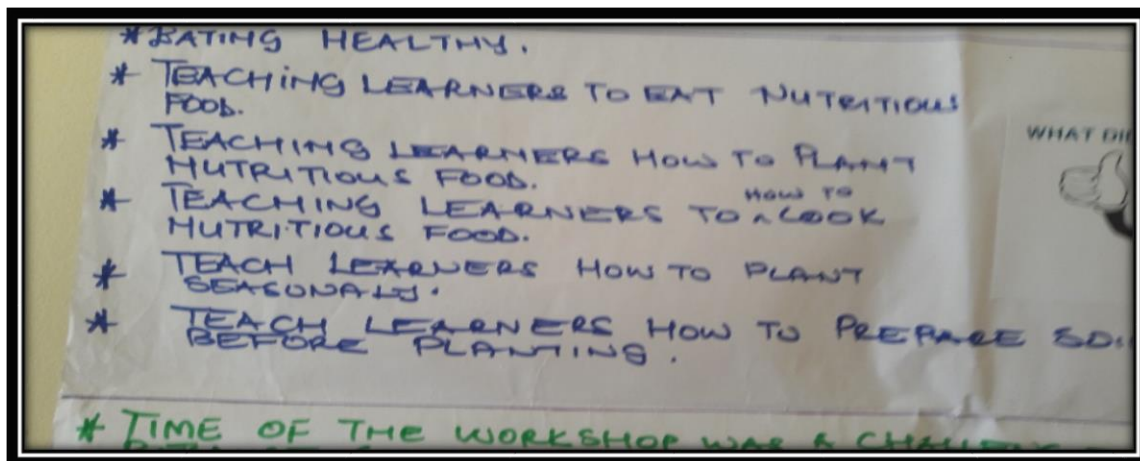 * EATING HEALTHY.
* TEACHING LEARNERS TO EAT NUTRITIOUS
FOOD.
* TEACHING LEARNERS HOW TO PLANT
NUTRITIOUS FOOD.
* TEACHING LEARNERS TO ^ HOW TO COOK
NUTRITIOUS FOOD.
* TEACH LEARNERS HOW TO PLANT
SEASONALY.
* TEACH LEARNERS HOW TO PREPARE
BEFORE PLANTING.
WHAT
* TIME OF THE WORKSHOP WAS A